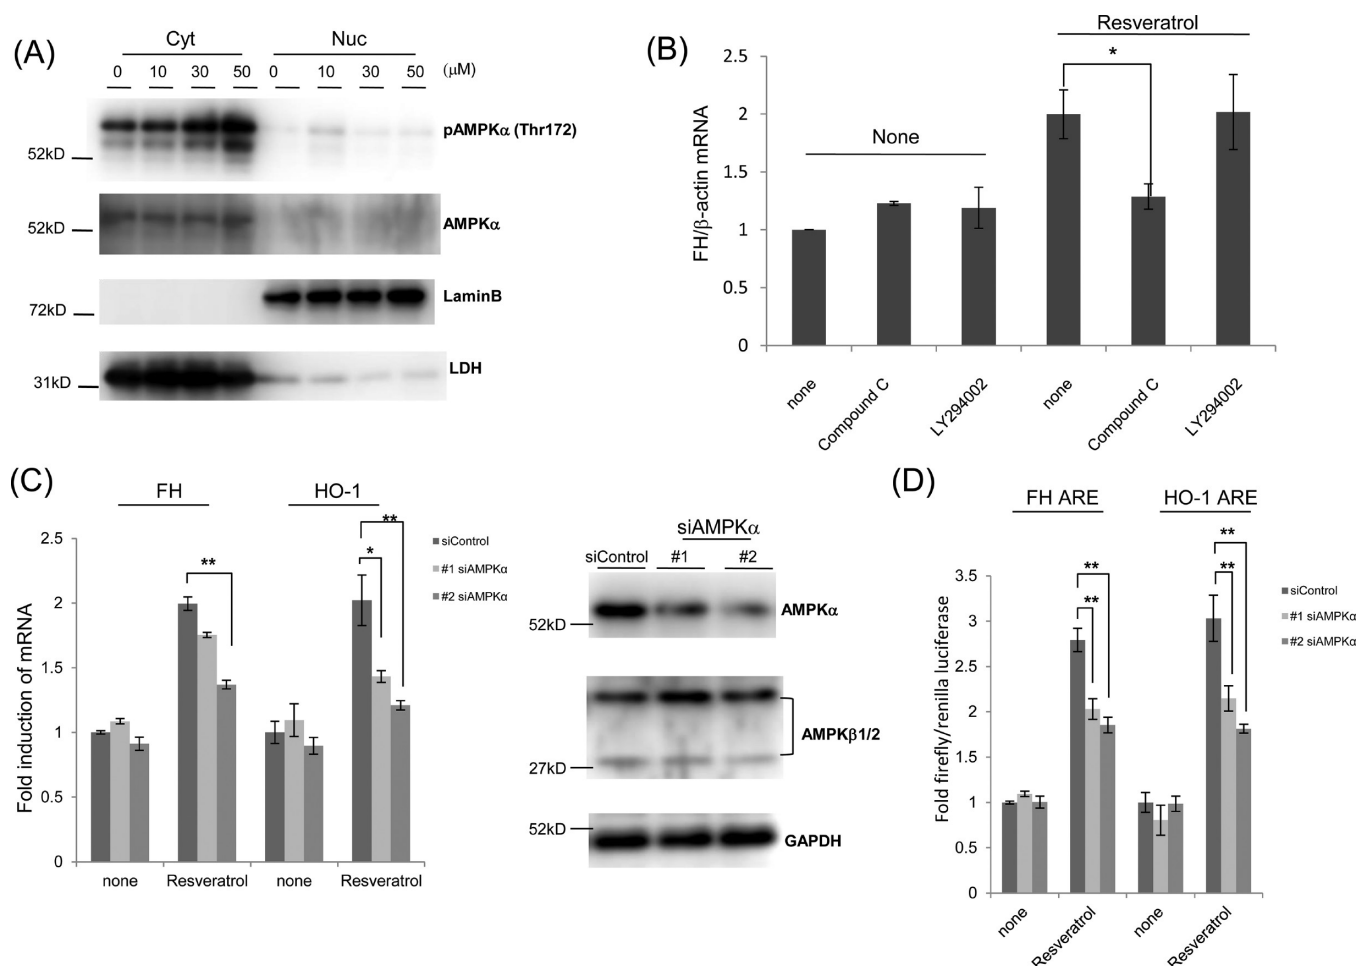 (A)
Cyt Nuc
0 10 30 50 0 10 30 50 (μM)
pAMPKα (Thr172)
52kD
AMPKα
52kD
LaminB
72kD
LDH
31kD
(B)
Resveratrol
*
None
FH/β-actin mRNA
2.5
2
1.5
1
0.5
0
none
Compound C
LY294002
none
Compound C
LY294002
(C)
FH HO-1
** * **
siControl
#1 siAMPKα
#2 siAMPKα
Fold induction of mRNA
2.5
2
1.5
1
0.5
0
none Resveratrol none Resveratrol
siAMPKα
siControl #1 #2
AMPKα
52kD
AMPKβ1/2
27kD
52kD
GAPDH
(D)
FH ARE HO-1 ARE
** **
** **
siControl
#1 siAMPKα
#2 siAMPKα
Fold firefly/renilla luciferase
3.5
3
2.5
2
1.5
1
0.5
0
none
Resveratrol
none
Resveratrol